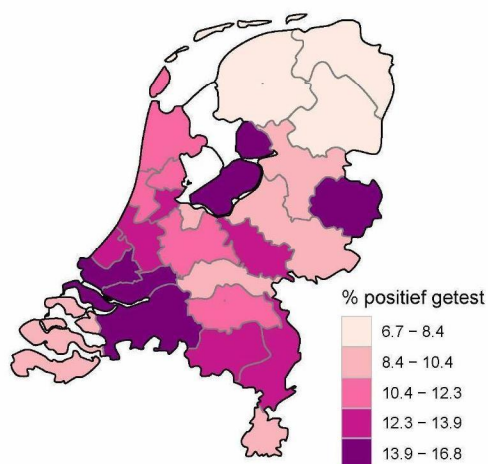 % positief getest
6.7 – 8.4
8.4 – 10.4
10.4 – 12.3
12.3 – 13.9
13.9 – 16.8